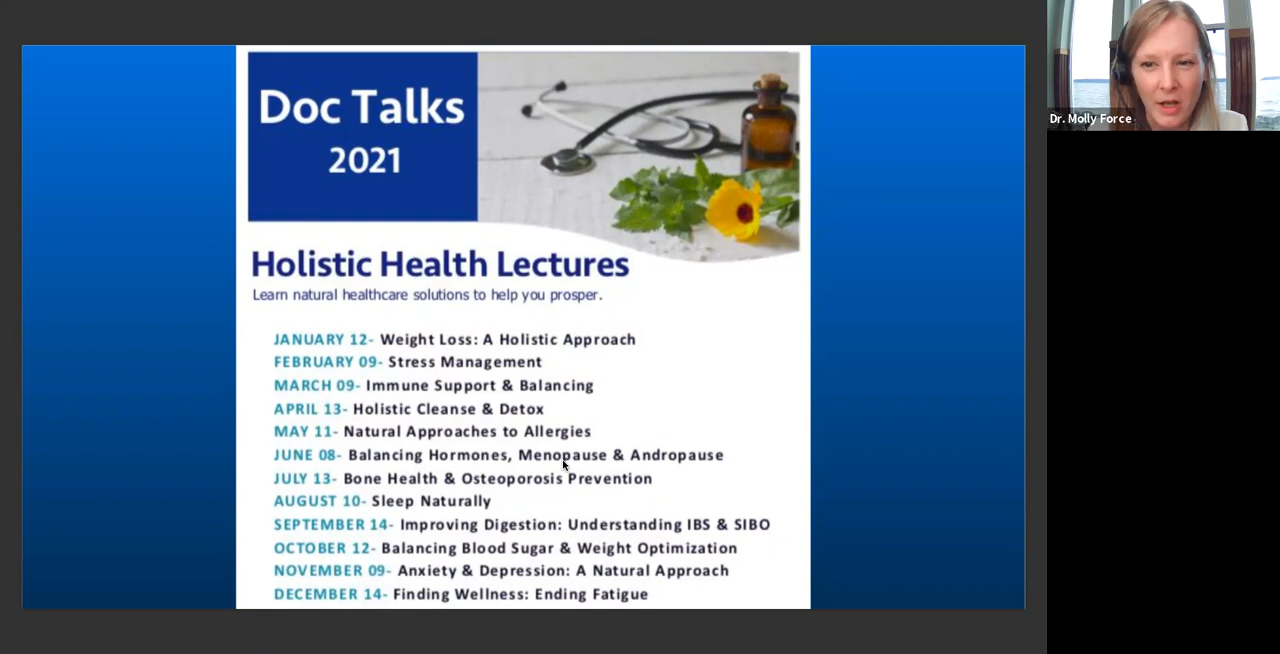 Doc Talks
2021
Holistic Health Lectures
Learn natural healthcare solutions to help you prosper.
JANUARY 12- Weight Loss: A Holistic Approach
FEBRUARY 09- Stress Management
MARCH 09- Immune Support & Balancing
APRIL 13- Holistic Cleanse & Detox
MAY 11- Natural Approaches to Allergies
JUNE 08- Balancing Hormones, Menopause & Andropause
JULY 13- Bone Health & Osteoporosis Prevention
AUGUST 10- Sleep Naturally
SEPTEMBER 14- Improving Digestion: Understanding IBS & SIBO
OCTOBER 12- Balancing Blood Sugar & Weight Optimization
NOVEMBER 09- Anxiety & Depression: A Natural Approach
DECEMBER 14- Finding Wellness: Ending Fatigue
Dr. Molly Force